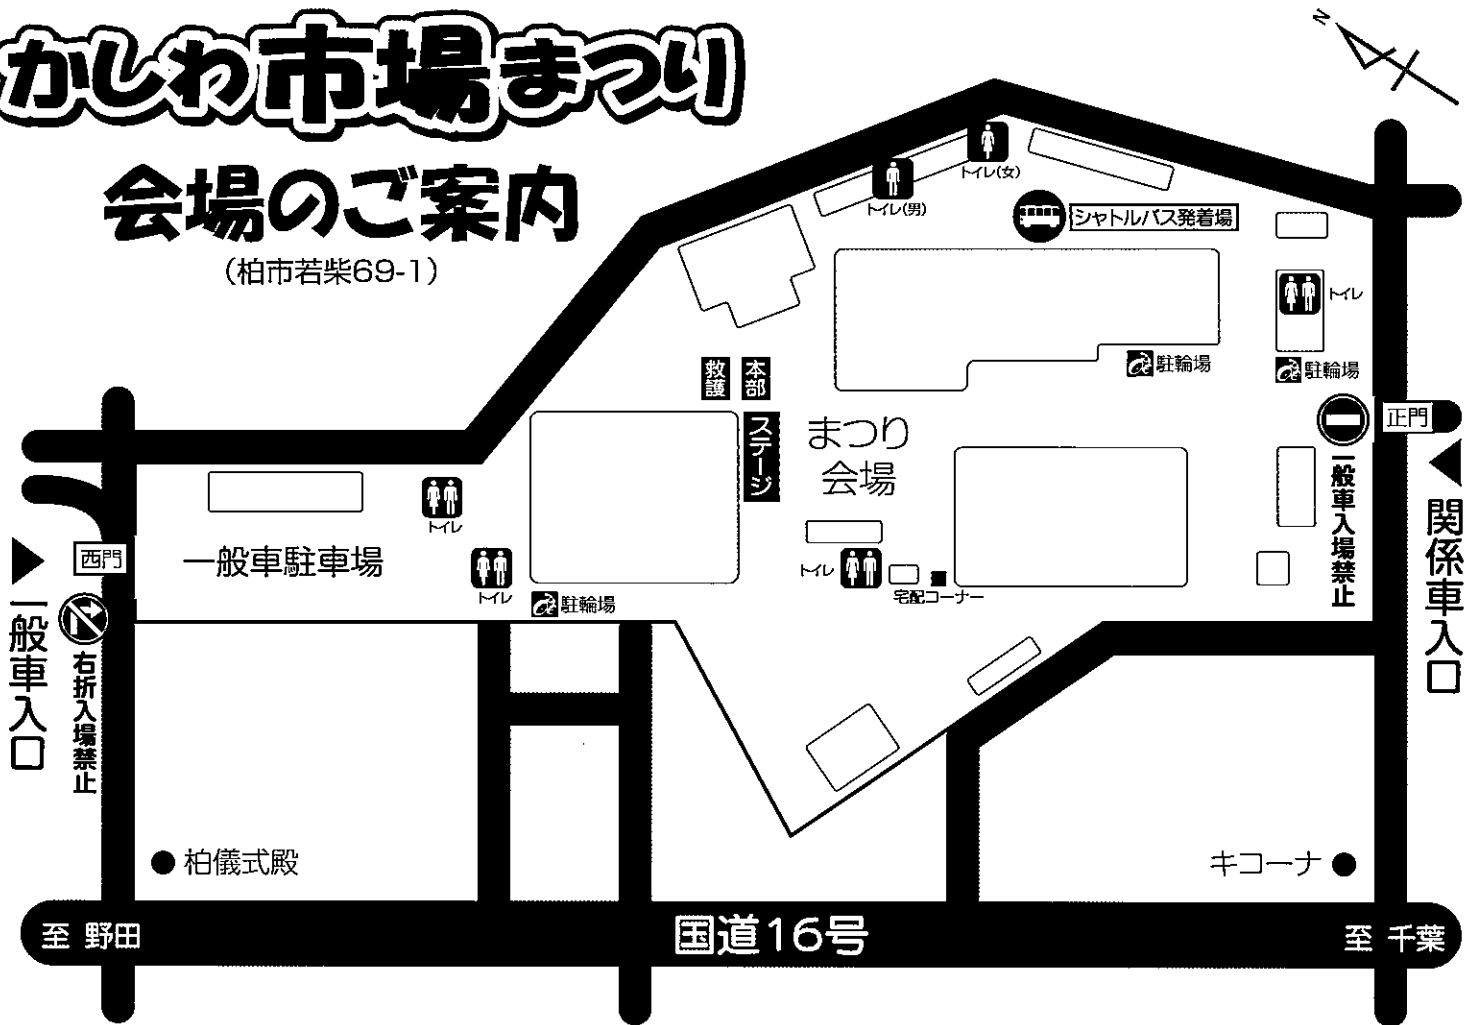 かしわ市場まつり
会場のご案内
（柏市若柴69-1）
N
トイレ(女)
トイレ(男)
シャトルバス発着場
トイレ
駐輪場
駐輪場
救護
本部
ステージ
まつり
会場
正門
一般車入場禁止
関係車入口
トイレ
一般車駐車場
西門
トイレ
トイレ
宅配コーナー
駐輪場
一般車入口
右折入場禁止
柏儀式殿
キコーナ
至 野田
国道16号
至 千葉